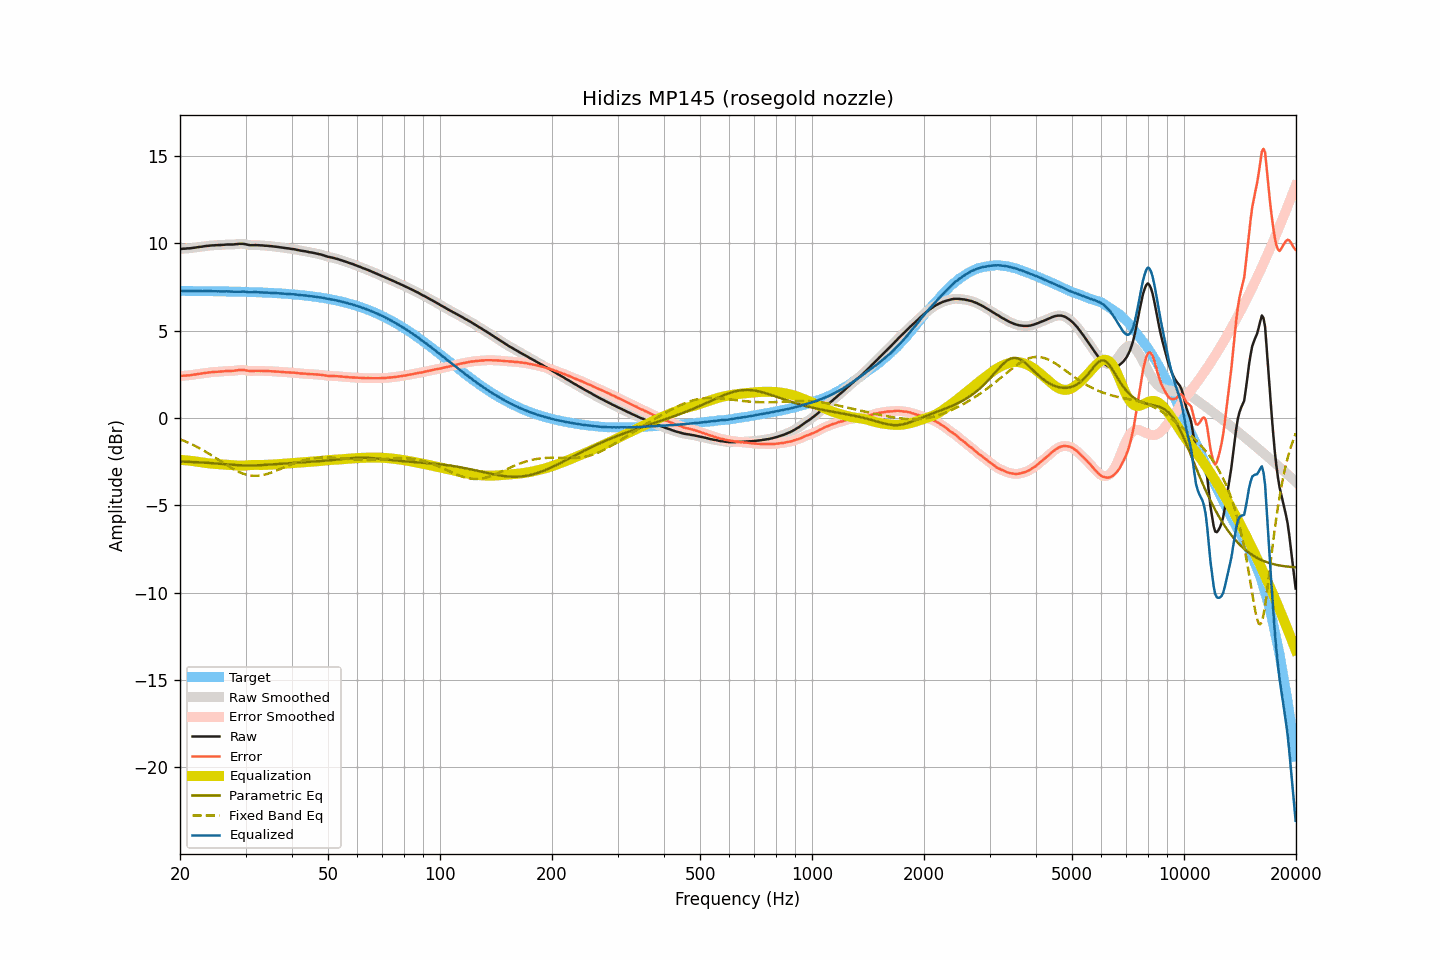 Hidizs MP145 (rosegold nozzle)
Amplitude (dBr)
15
10
5
0
−5
−10
−15
−20
Target
Raw Smoothed
Error Smoothed
Raw
Error
Equalization
Parametric Eq
Fixed Band Eq
Equalized
20 50 100 200 500 1000 2000 5000 10000 20000
Frequency (Hz)